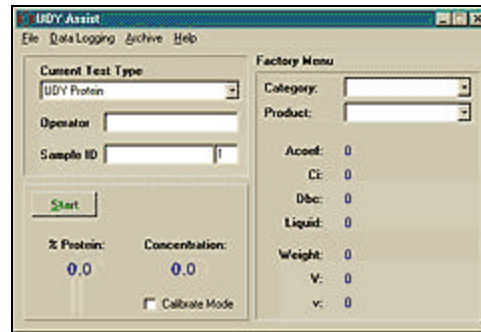 UDY Assist
File Data Logging Archive Help
Current Test Type
UDY Protein
Operator
Sample ID 1
Start
% Protein: Concentration:
0.0 0.0
Calibrate Mode
Factory Menu
Category:
Product:
Acoef: 0
Ci: 0
Dbc: 0
Liquid: 0
Weight: 0
V: 0
v: 0